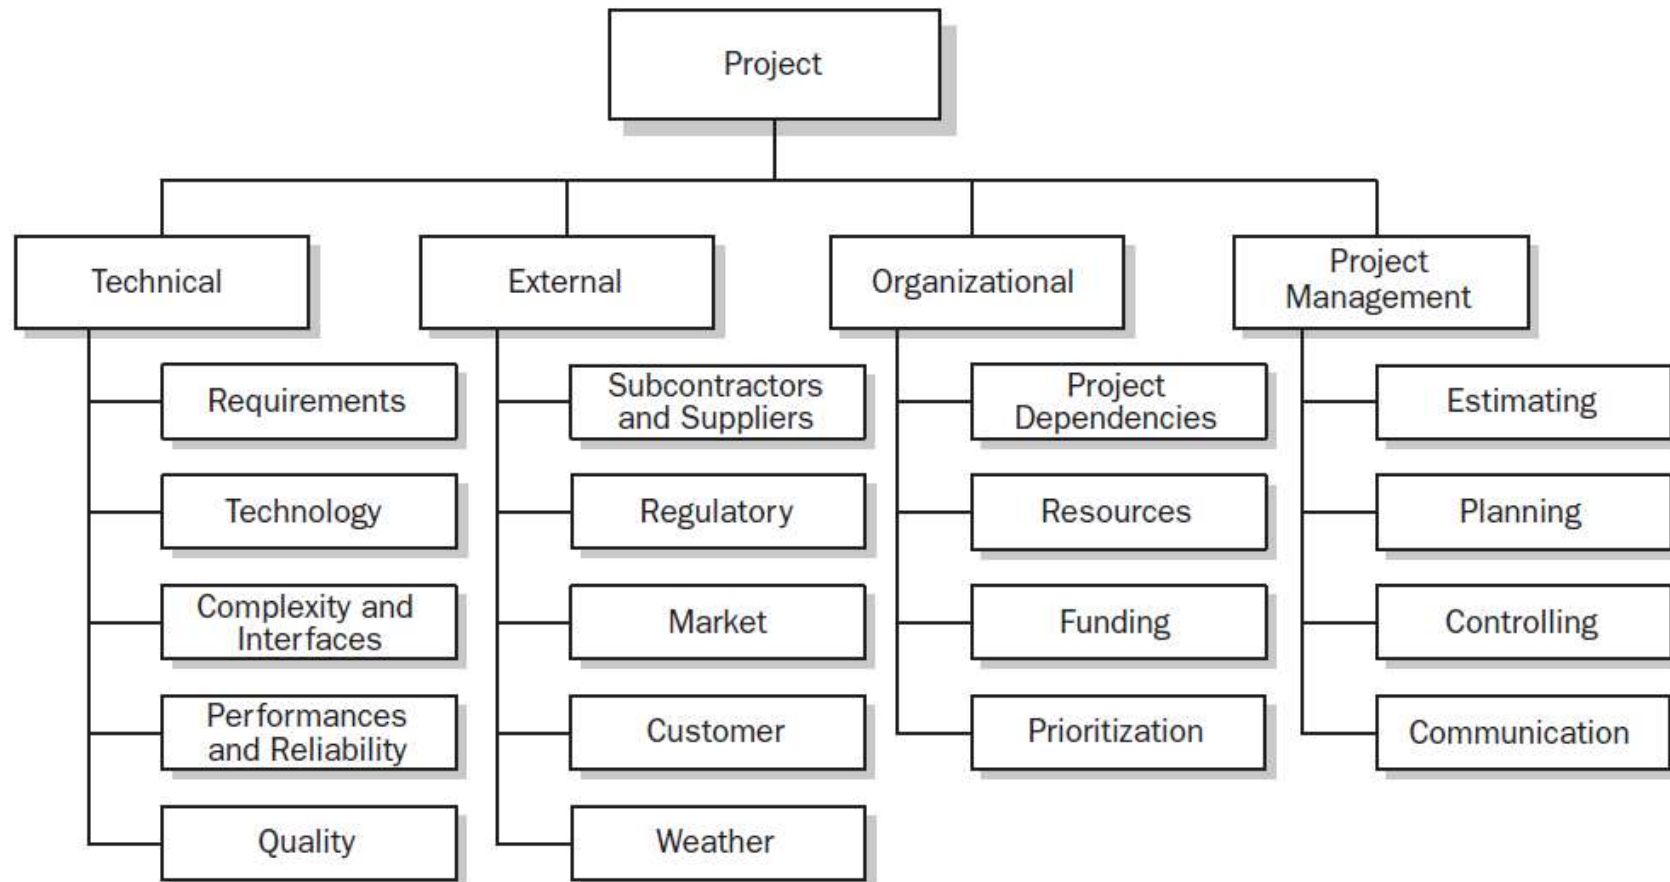 Project
Technical
External
Organizational
Project
Management
Requirements
Technology
Complexity and
Interfaces
Performances
and Reliability
Quality
Subcontractors
and Suppliers
Regulatory
Market
Customer
Weather
Project
Dependencies
Resources
Funding
Prioritization
Estimating
Planning
Controlling
Communication